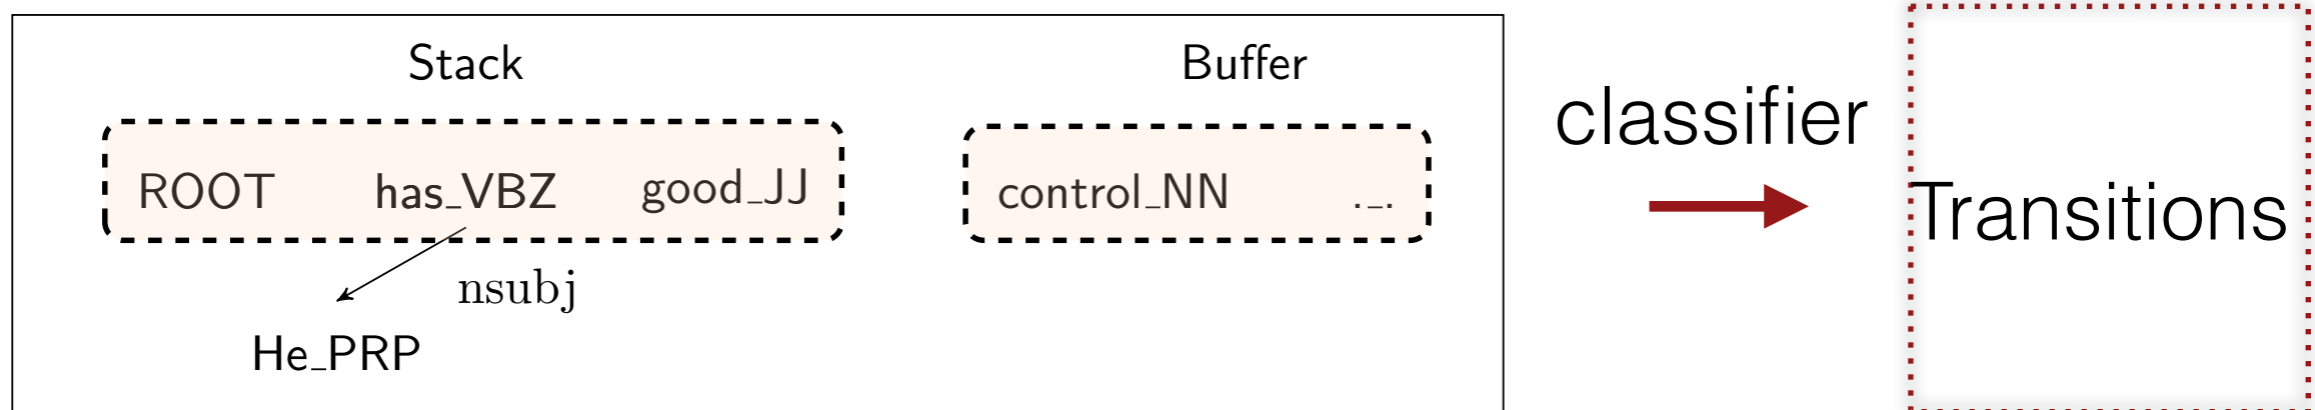 Stack Buffer
classifier
ROOT has_VBZ good_JJ control_NN ._.
Transitions
nsubj
He_PRP